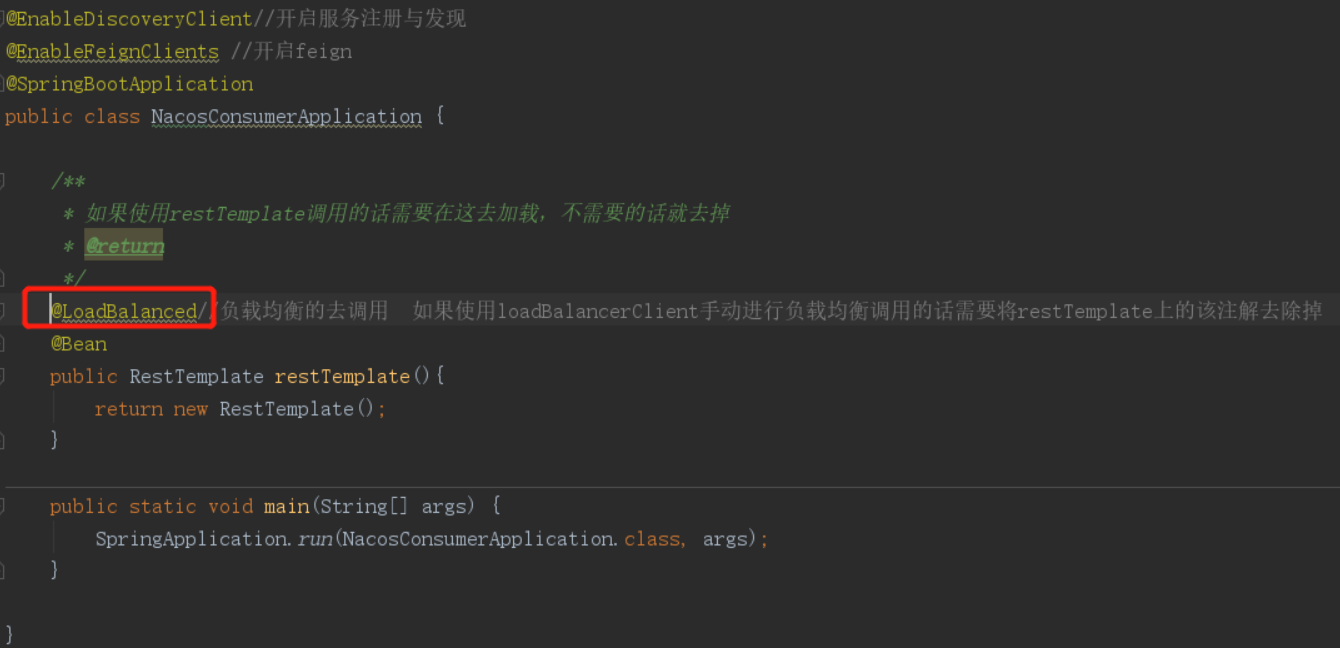 @EnableDiscoveryClient//开启服务注册与发现
@EnableFeignClients //开启feign
@SpringBootApplication
public class NacosConsumerApplication {
/**
* 如果使用restTemplate调用的话需要在这去加载，不需要的话就去掉
* @return
*/
@LoadBalanced//负载均衡的去调用  如果使用loadBalancerClient手动进行负载均衡调用的话需要将restTemplate上的该注解去除掉
@Bean
public RestTemplate restTemplate(){
return new RestTemplate();
}
public static void main(String[] args) {
SpringApplication.run(NacosConsumerApplication.class, args);
}
}